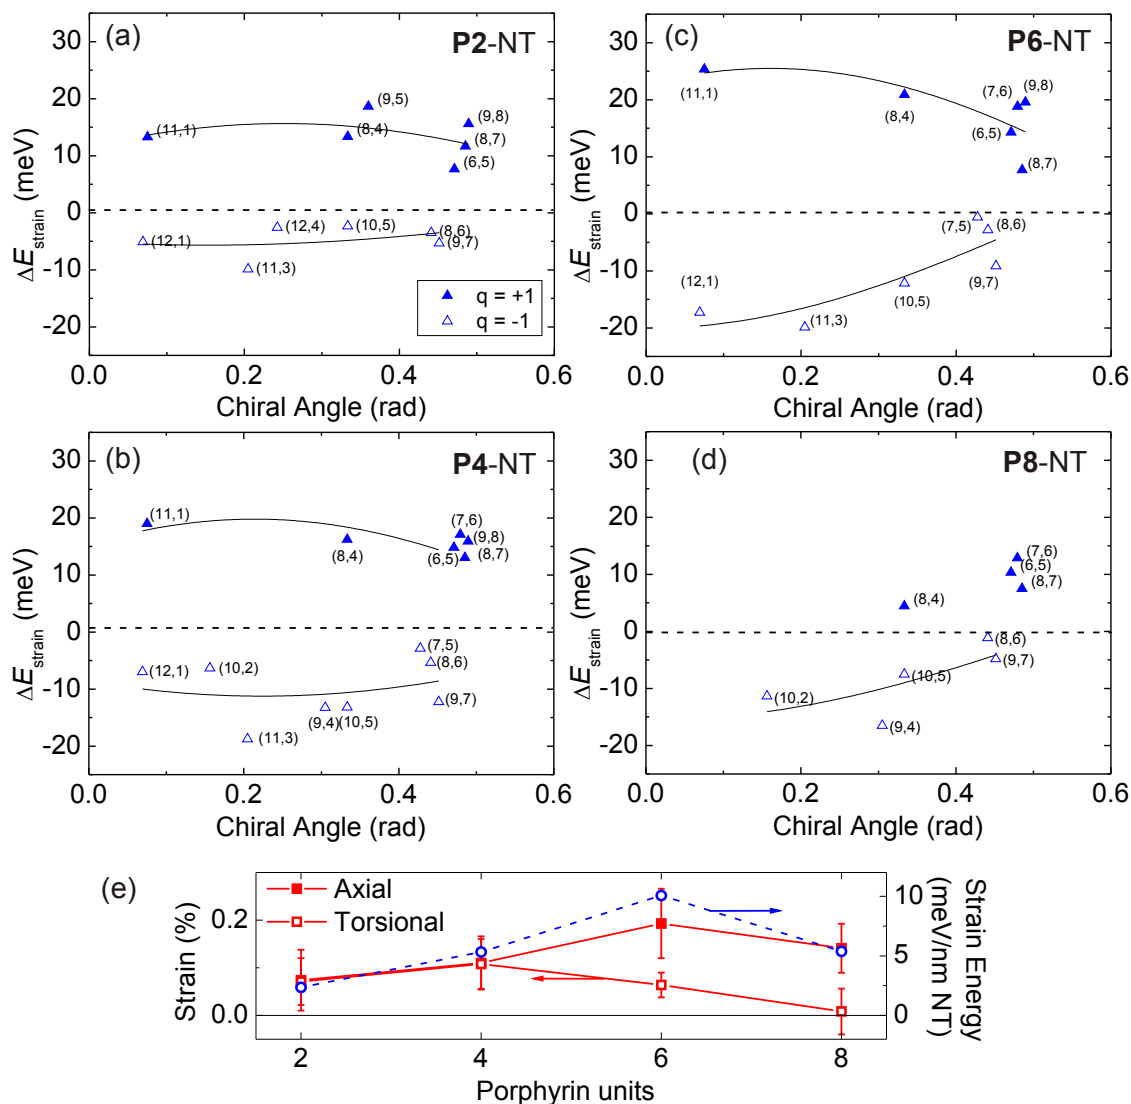 (a)
P2-NT
30
20
10
0
-10
-20
ΔE_strain (meV)
(11,1)
(9,5)
(8,4)
(9,8)
(8,7)
(6,5)
(12,1)
(12,4)
(10,5)
(8,6)
(9,7)
(11,3)
q = +1
q = -1
0.0 0.2 0.4 0.6
Chiral Angle (rad)
(c)
P6-NT
30
20
10
0
-10
-20
ΔE_strain (meV)
(11,1)
(8,4)
(7,6)
(9,8)
(6,5)
(8,7)
(7,5)
(8,6)
(12,1)
(11,3)
(10,5)
(9,7)
0.0 0.2 0.4 0.6
Chiral Angle (rad)
(b)
P4-NT
30
20
10
0
-10
-20
ΔE_strain (meV)
(11,1)
(8,4)
(7,6)
(9,8)
(6,5)
(8,7)
(12,1)
(10,2)
(7,5)
(8,6)
(9,7)
(9,4)
(10,5)
(11,3)
0.0 0.2 0.4 0.6
Chiral Angle (rad)
(d)
P8-NT
30
20
10
0
-10
-20
ΔE_strain (meV)
(7,6)
(6,5)
(8,7)
(8,4)
(8,6)
(9,7)
(10,5)
(10,2)
(9,4)
0.0 0.2 0.4 0.6
Chiral Angle (rad)
(e)
Axial
Torsional
Strain (%)
0.2
0.0
10
5
0
Strain Energy
(meV/nm NT)
2 4 6 8
Porphyrin units